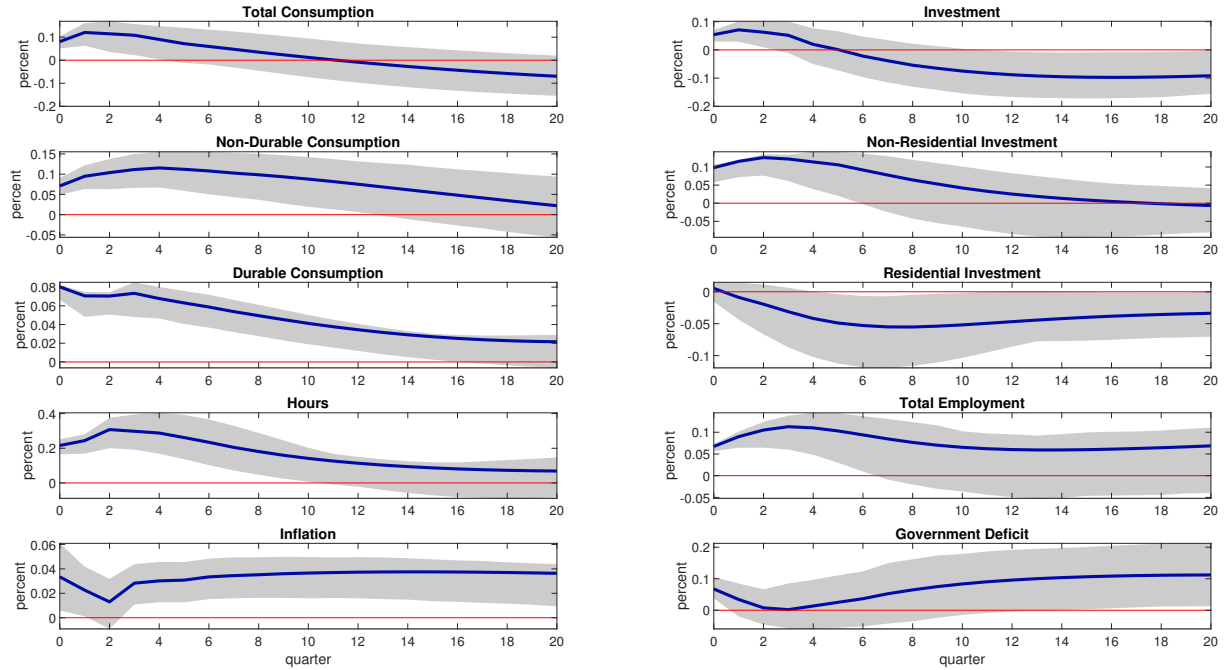 Total Consumption
percent
0.1
0
-0.1
-0.2
0 2 4 6 8 10 12 14 16 18 20
Investment
percent
0.1
0
-0.1
-0.2
0 2 4 6 8 10 12 14 16 18 20
Non-Durable Consumption
percent
0.15
0.1
0.05
0
-0.05
0 2 4 6 8 10 12 14 16 18 20
Non-Residential Investment
percent
0.1
0.05
0
0 2 4 6 8 10 12 14 16 18 20
Durable Consumption
percent
0.08
0.06
0.04
0.02
0
0 2 4 6 8 10 12 14 16 18 20
Residential Investment
percent
0
-0.05
-0.1
0 2 4 6 8 10 12 14 16 18 20
Hours
percent
0.4
0.2
0
0 2 4 6 8 10 12 14 16 18 20
Total Employment
percent
0.1
0.05
0
-0.05
0 2 4 6 8 10 12 14 16 18 20
Inflation
percent
0.06
0.04
0.02
0
0 2 4 6 8 10 12 14 16 18 20
quarter
Government Deficit
percent
0.2
0.1
0
0 2 4 6 8 10 12 14 16 18 20
quarter